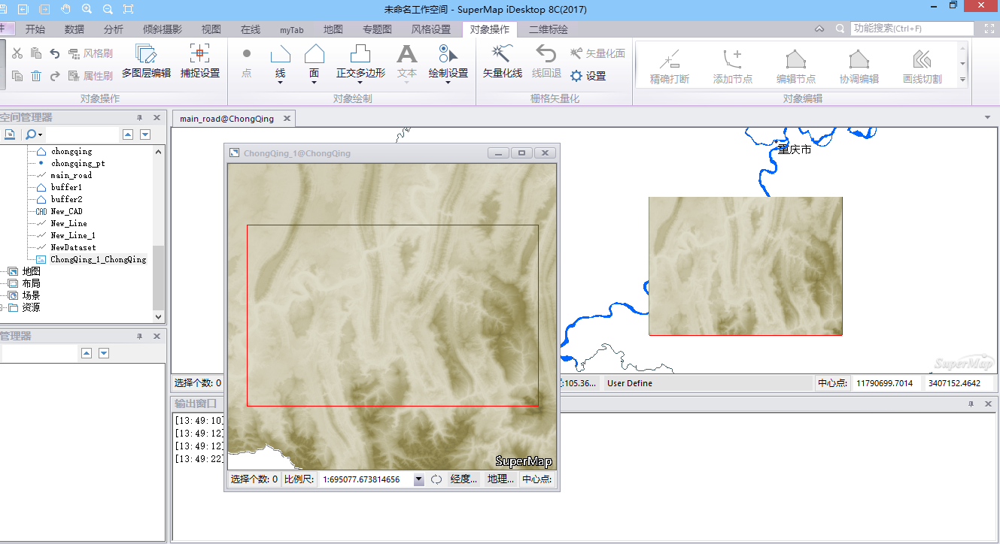 未命名工作空间 - SuperMap iDesktop 8C(2017)
件 开始 数据 分析 倾斜摄影 视图 在线 myTab 地图 专题图 风格设置 对象操作 二维标绘 功能搜索(Ctrl+F)
风格刷 属性刷 多图层编辑 捕捉设置 点 线 面 正交多边形 文本 绘制设置 矢量化线 线回退 矢量化面 设置 精确打断 添加节点 编辑节点 协调编辑 画线切割
对象操作 对象绘制 栅格矢量化 对象编辑
空间管理器
main_road@ChongQing
chongqing
chongqing_pt
main_road
buffer1
buffer2
CAD New_CAD
New_Line
New_Line_1
NewDataset
ChongQing_1_ChongQing
地图
布局
场景
资源
管理器
重庆市
SuperMap
选择个数: 0
:105.36...
User Define
中心点:
11790699.7014
3407152.4642
输出窗口
[13:49:10]
[13:49:12]
[13:49:12]
[13:49:22]
ChongQing_1@ChongQing
SuperMap
选择个数: 0 比例尺: 1:695077.673814656 经度... 地理... 中心点: